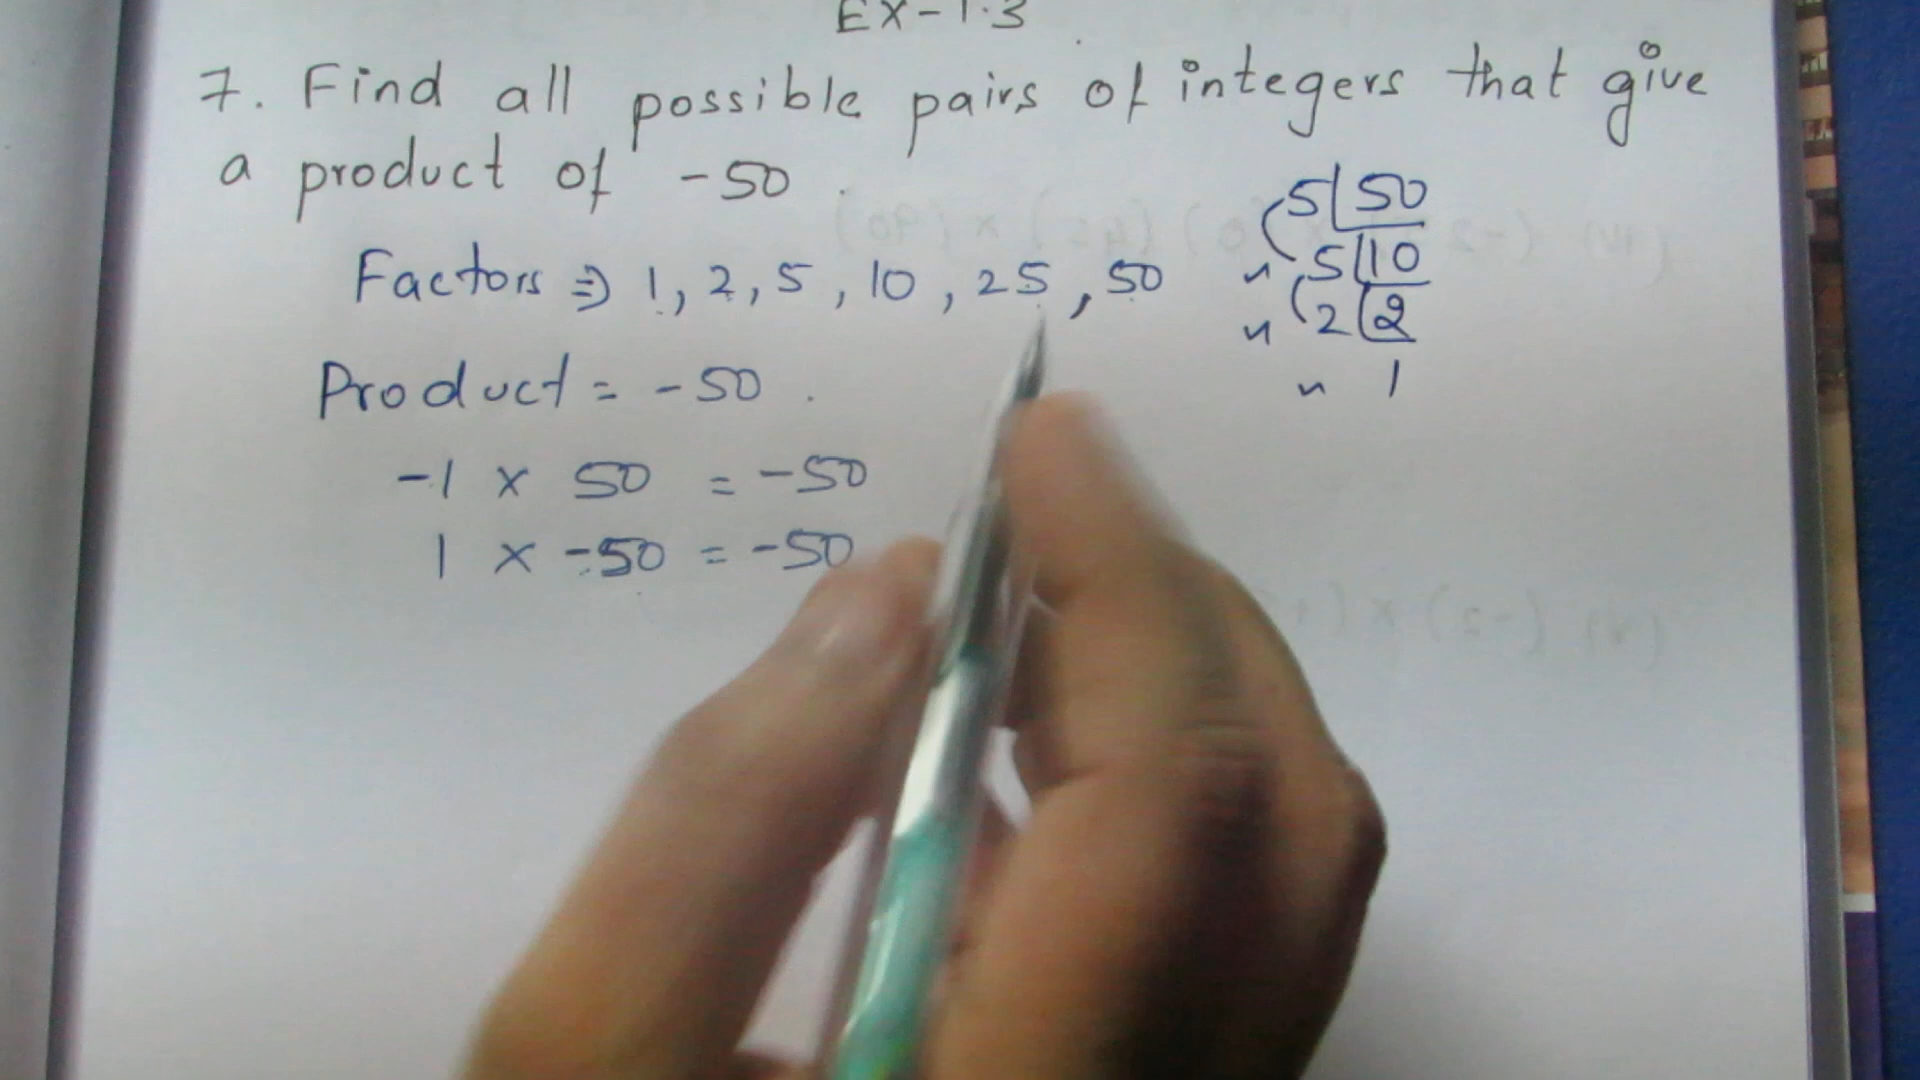 EX-1.3
7. Find all possible pairs of integers that give
a product of -50.
5|50
5|10
2|2
1
Factors ⇒ 1, 2, 5, 10, 25, 50
Product = -50.
-1 x 50 = -50
1 x -50 = -50